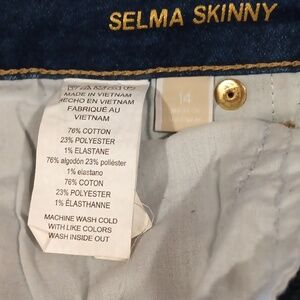 SELMA SKINNY
MADE IN VIETNAM
HECHO EN VIETNAM
FABRIQUÉ AU
VIETNAM
76% COTTON
23% POLYESTER
1% ELASTANE
76% algodón 23% poliéster
1% elastano
76% COTON
23% POLYESTER
1% ÉLASTHANNE
MACHINE WASH COLD
WITH LIKE COLORS
WASH INSIDE OUT
14